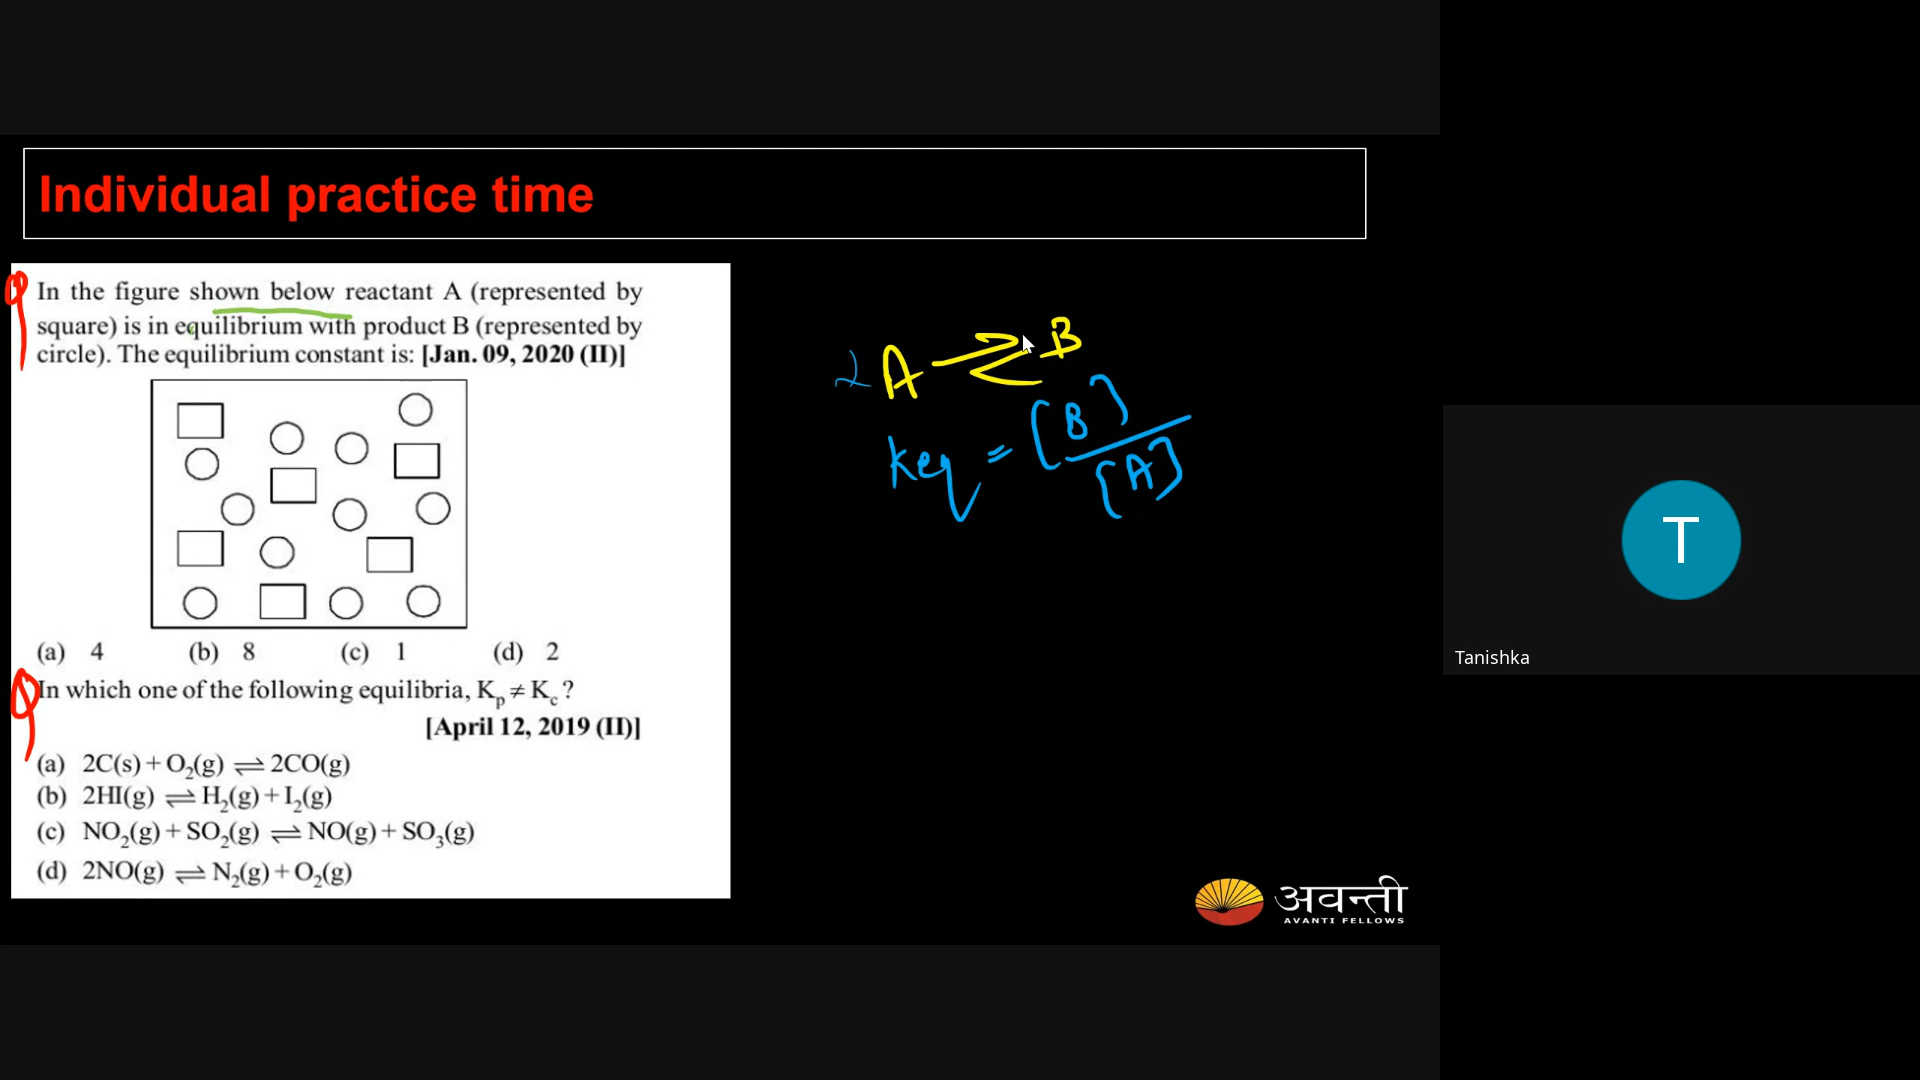 Individual practice time
In the figure shown below reactant A (represented by
square) is in equilibrium with product B (represented by
circle). The equilibrium constant is: [Jan. 09, 2020 (II)]
(a) 4 (b) 8 (c) 1 (d) 2
In which one of the following equilibria, Kp ≠ Kc ?
[April 12, 2019 (II)]
(a) 2C(s) + O2(g) ⇌ 2CO(g)
(b) 2HI(g) ⇌ H2(g) + I2(g)
(c) NO2(g) + SO2(g) ⇌ NO(g) + SO3(g)
(d) 2NO(g) ⇌ N2(g) + O2(g)
2 A ⇌ B
Keq = [B] / [A]
अवन्ती
AVANTI FELLOWS
T
Tanishka